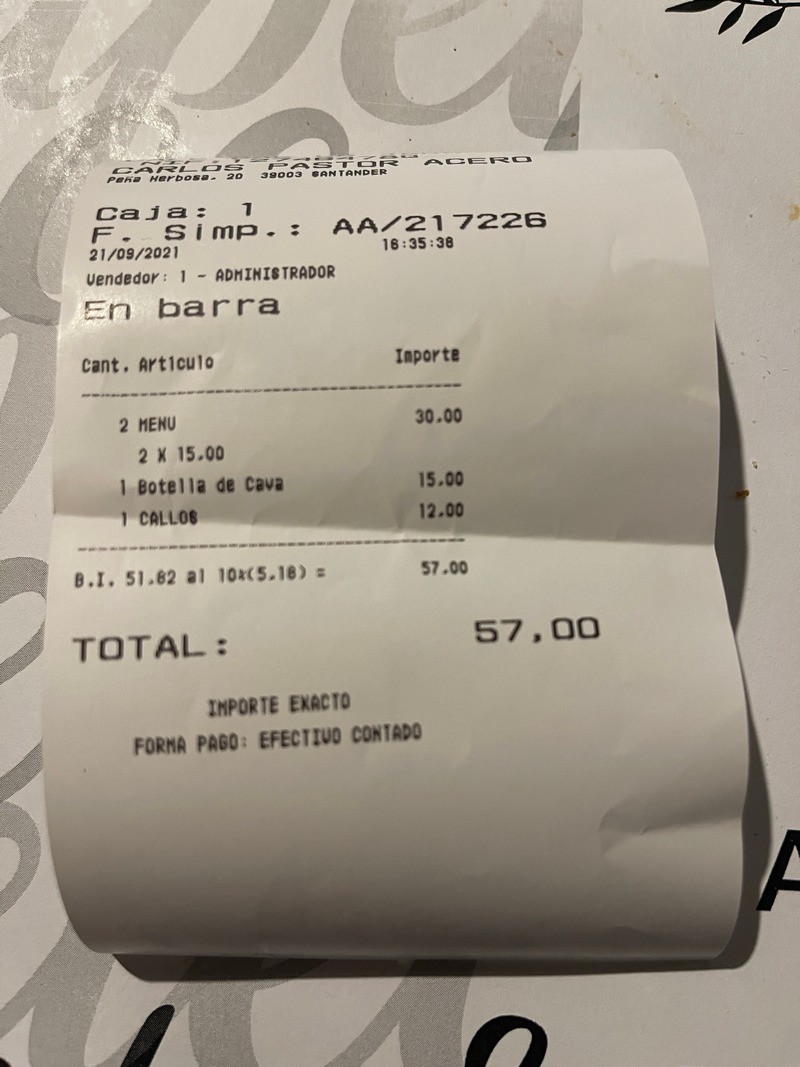 CARLOS PASTOR ACERO
Peña Herbosa, 20 39003 SANTANDER
Caja: 1
F. Simp.: AA/217226
21/09/2021 16:35:38
Vendedor: 1 - ADMINISTRADOR
En barra
Cant. Artículo Importe
2 MENU 30.00
2 X 15.00
1 Botella de Cava 15.00
1 CALLOS 12.00
B.I. 51.82 al 10%(5.18) = 57.00
TOTAL: 57,00
IMPORTE EXACTO
FORMA PAGO: EFECTIVO CONTADO